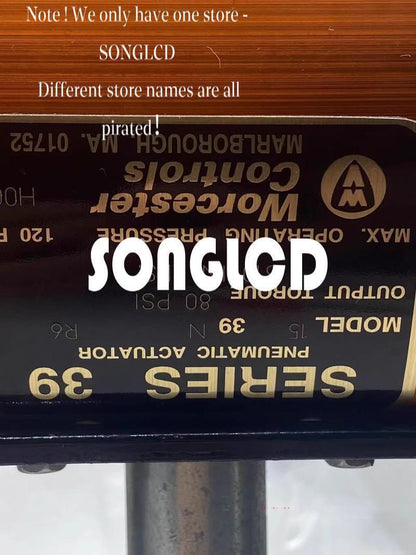 Note ! We only have one store -
SONGLCD
Different store names are all
pirated!
SERIES 39
PNEUMATIC ACTUATOR
MODEL 15 39 N R6
OUTPUT TORQUE
80 PSI
SONGLCD
MAX. OPERATING PRESSURE 120 P
Worcester
Controls
MARLBOROUGH, MA. 01752